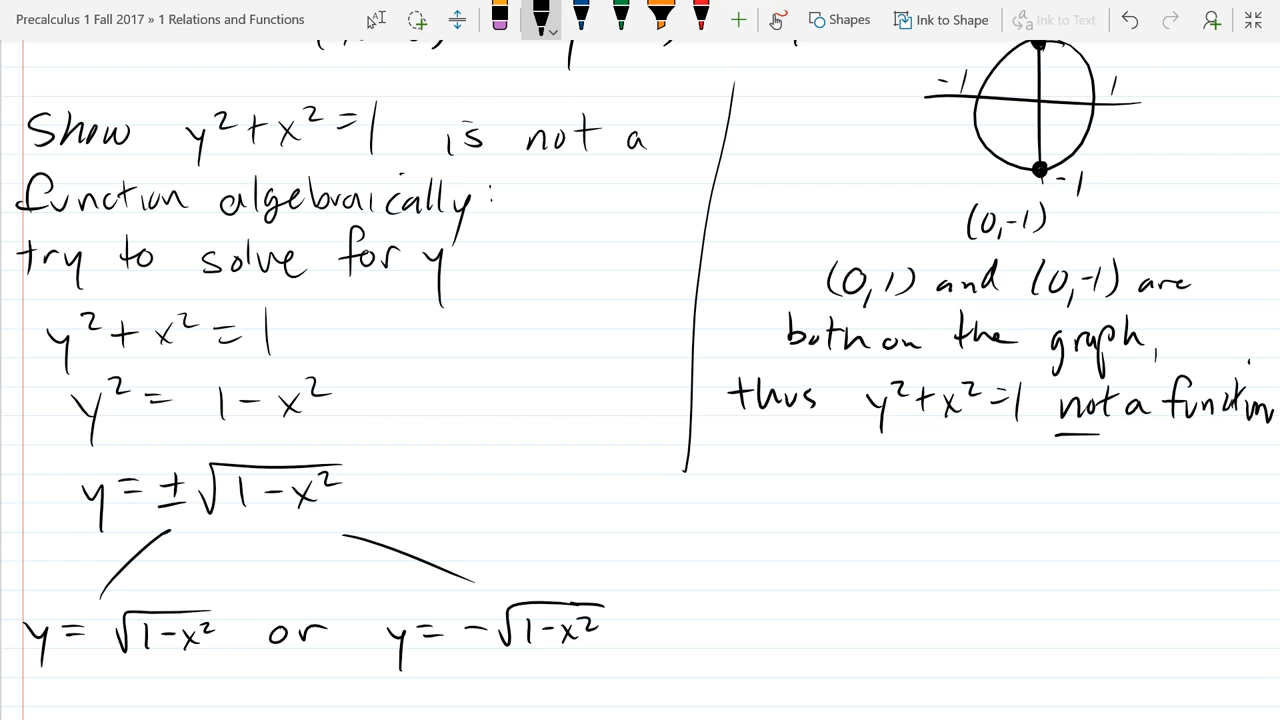 Precalculus 1 Fall 2017 » 1 Relations and Functions
Shapes
Ink to Shape
Ink to Text
Show y² + x² = 1 is not a
function algebraically:
try to solve for y
y² + x² = 1
y² = 1 - x²
y = ±√(1 - x²)
y = √(1-x²) or y = -√(1-x²)
-1 1
-1
(0,-1)
(0,1) and (0,-1) are
both on the graph,
thus y²+x²=1 not a function